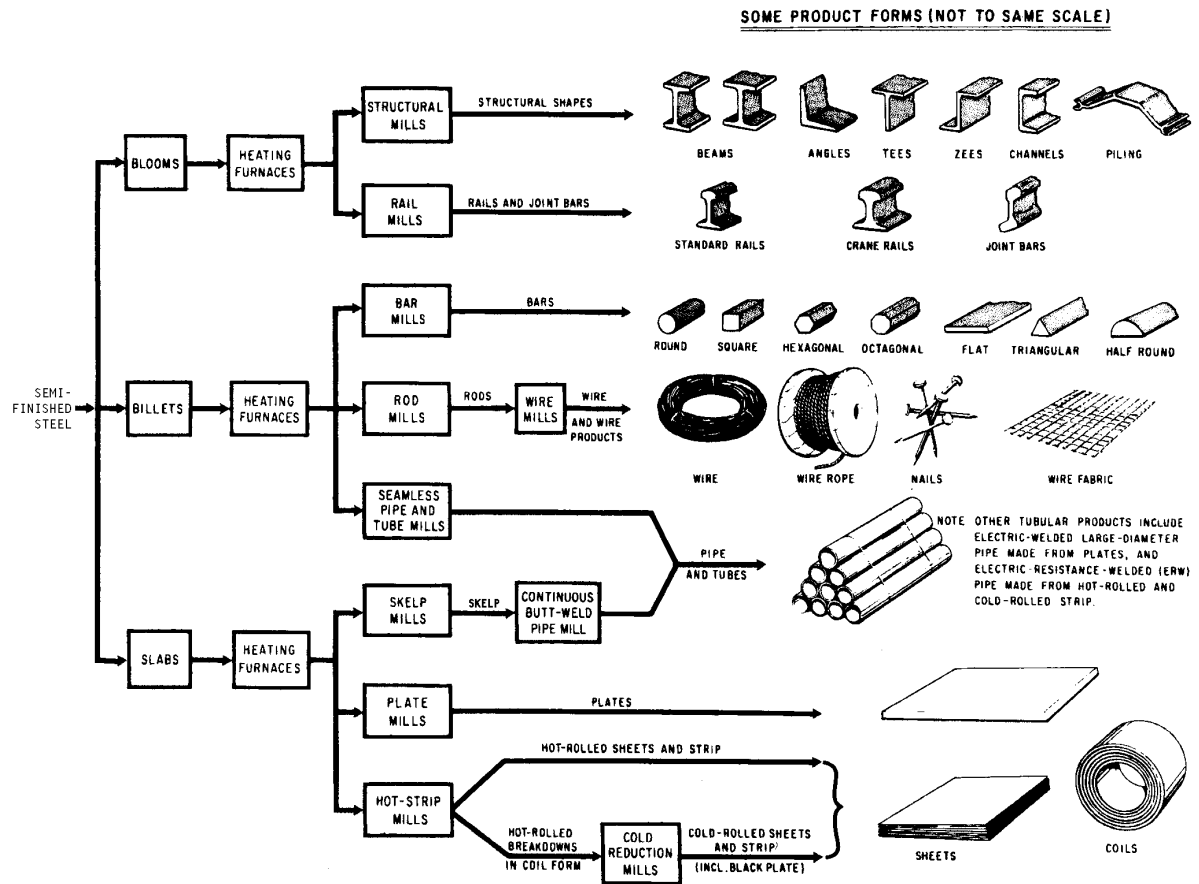 SOME PRODUCT FORMS (NOT TO SAME SCALE)
STRUCTURAL
MILLS
STRUCTURAL SHAPES
BEAMS
ANGLES
TEES
ZEES
CHANNELS
PILING
BLOOMS
HEATING
FURNACES
RAIL
MILLS
RAILS AND JOINT BARS
STANDARD RAILS
CRANE RAILS
JOINT BARS
BAR
MILLS
BARS
ROUND
SQUARE
HEXAGONAL
OCTAGONAL
FLAT
TRIANGULAR
HALF ROUND
SEMI-
FINISHED
STEEL
BILLETS
HEATING
FURNACES
ROD
MILLS
RODS
WIRE
MILLS
WIRE
AND WIRE
PRODUCTS
WIRE
WIRE ROPE
NAILS
WIRE FABRIC
SEAMLESS
PIPE AND
TUBE MILLS
PIPE
AND TUBES
NOTE OTHER TUBULAR PRODUCTS INCLUDE
ELECTRIC-WELDED LARGE-DIAMETER
PIPE MADE FROM PLATES, AND
ELECTRIC-RESISTANCE-WELDED (ERW)
PIPE MADE FROM HOT-ROLLED AND
COLD-ROLLED STRIP.
SKELP
MILLS
SKELP
CONTINUOUS
BUTT-WELD
PIPE MILL
SLABS
HEATING
FURNACES
PLATE
MILLS
PLATES
HOT-STRIP
MILLS
HOT-ROLLED SHEETS AND STRIP
HOT-ROLLED
BREAKDOWNS
IN COIL FORM
COLD
REDUCTION
MILLS
COLD-ROLLED SHEETS
AND STRIP
(INCL. BLACK PLATE)
SHEETS
COILS